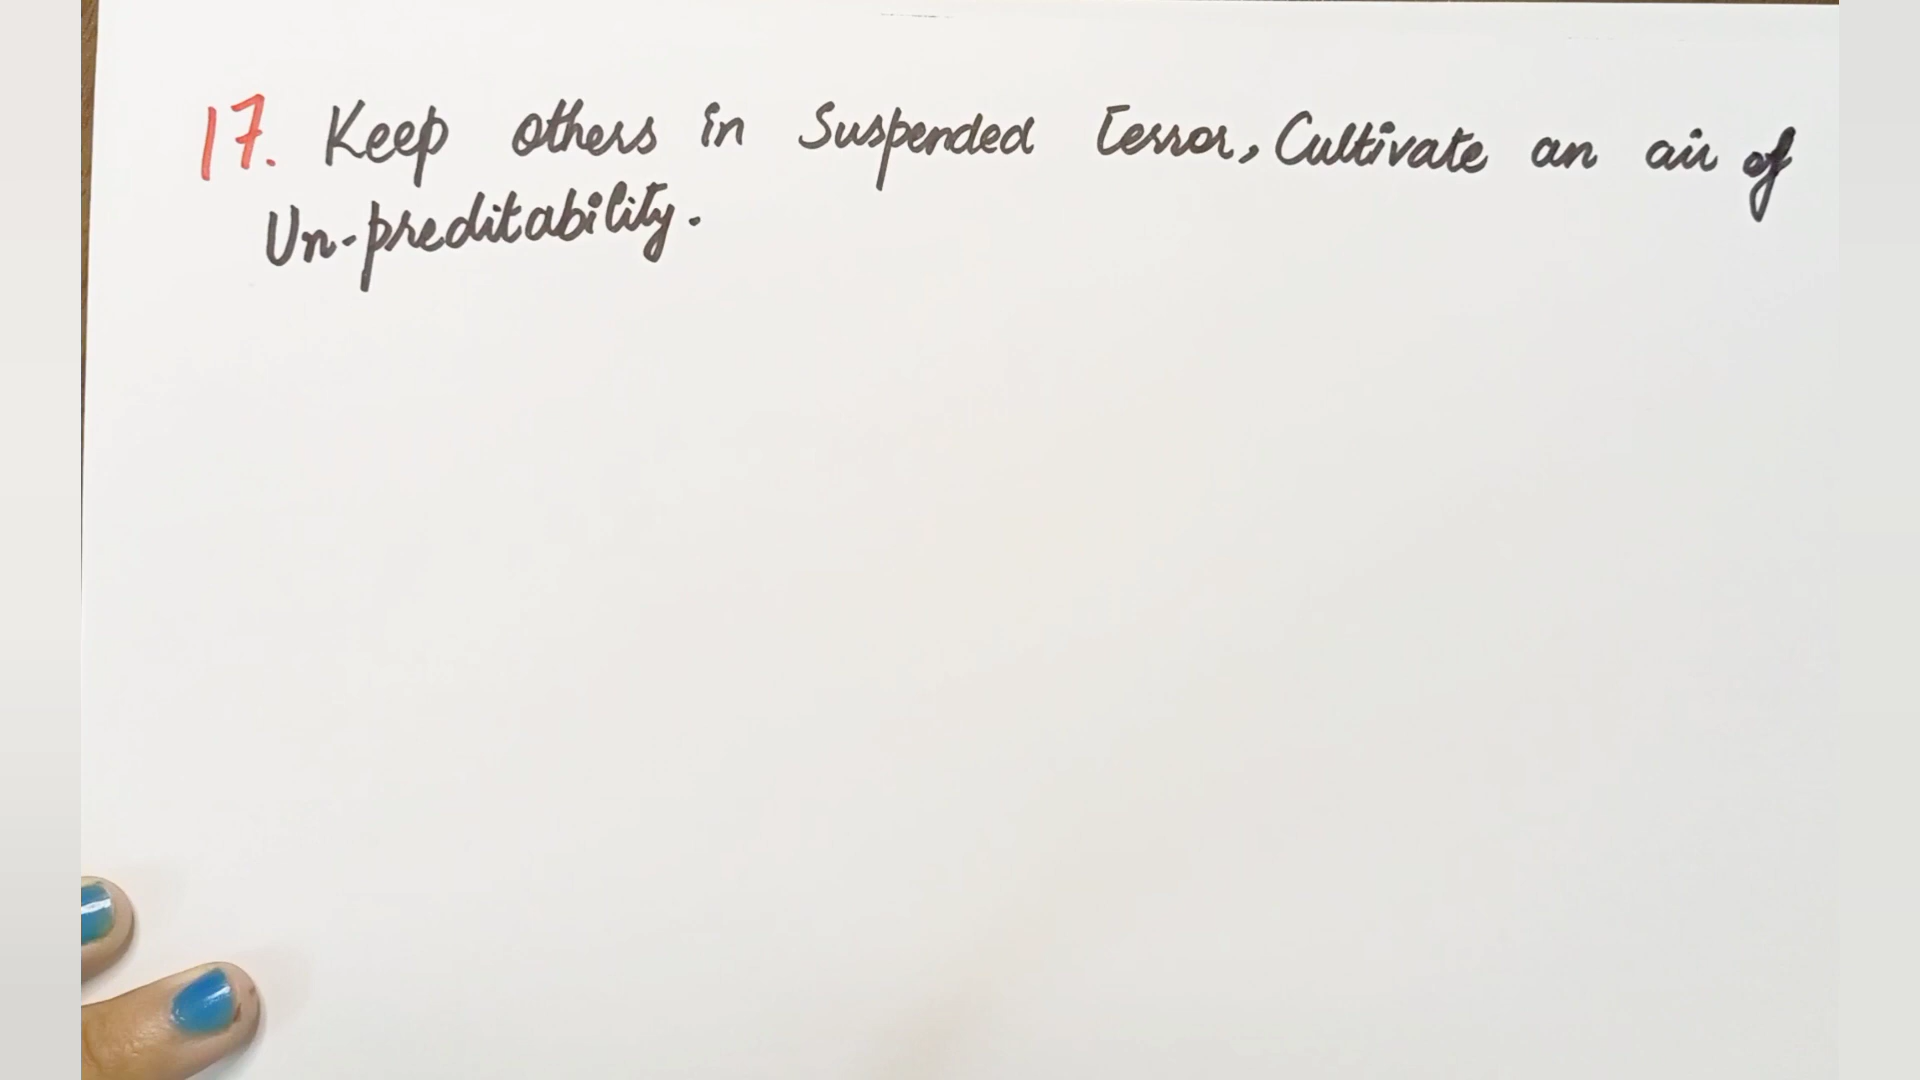 17. Keep others in Suspended Terror, Cultivate an air of
Un-preditability.